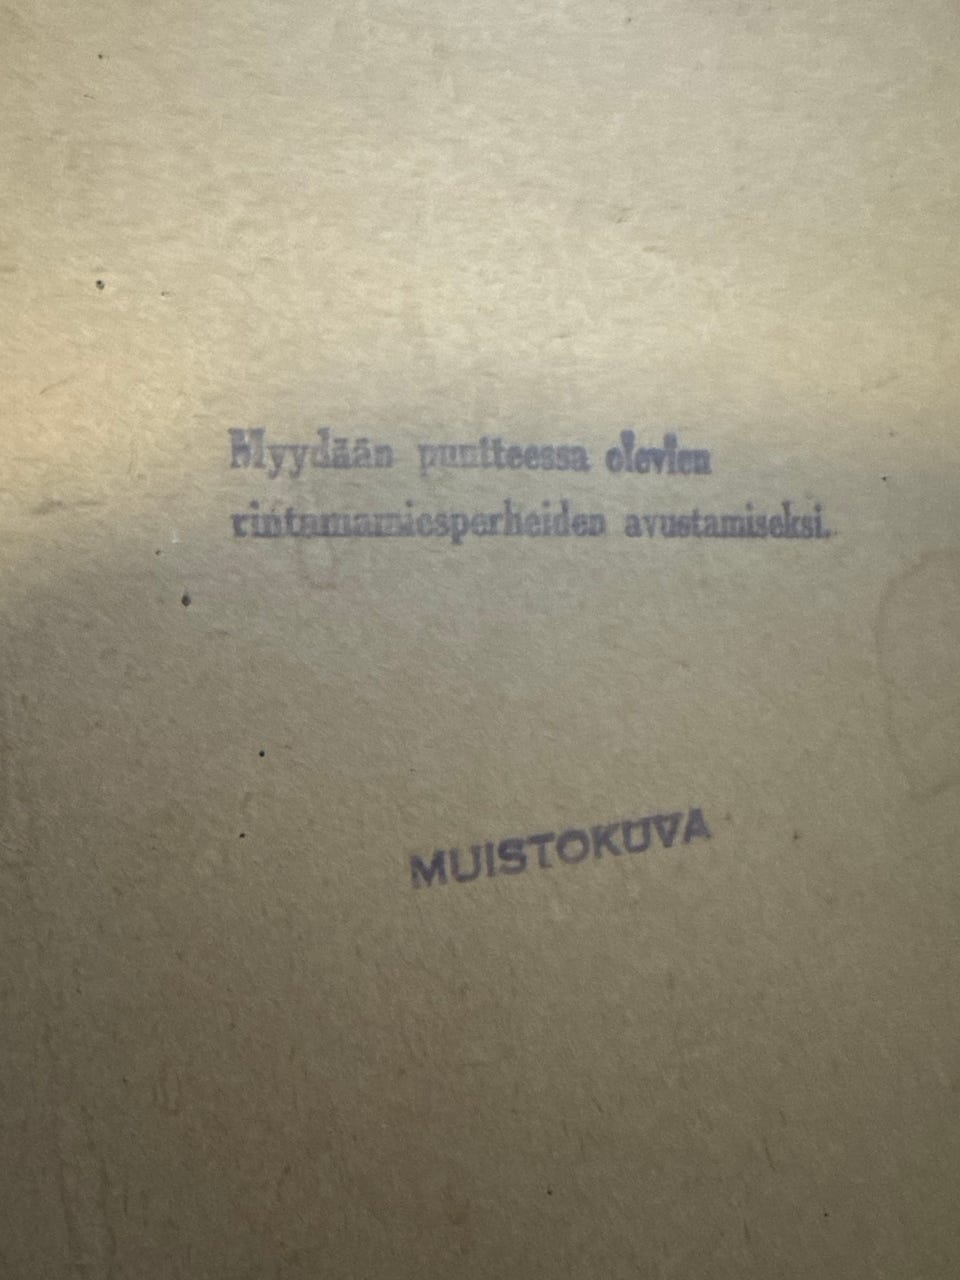 Myydään puutteessa olevien
rintamamiesperheiden avustamiseksi.
MUISTOKUVA